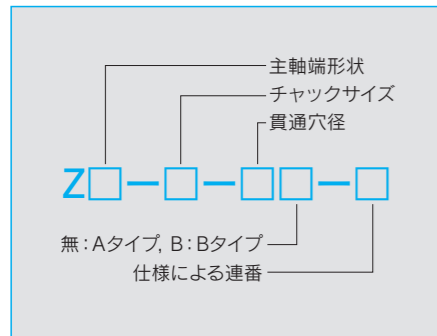 主軸端形状
チャックサイズ
貫通穴径
Z□－□－□□－□
無：Aタイプ, B：Bタイプ
仕様による連番